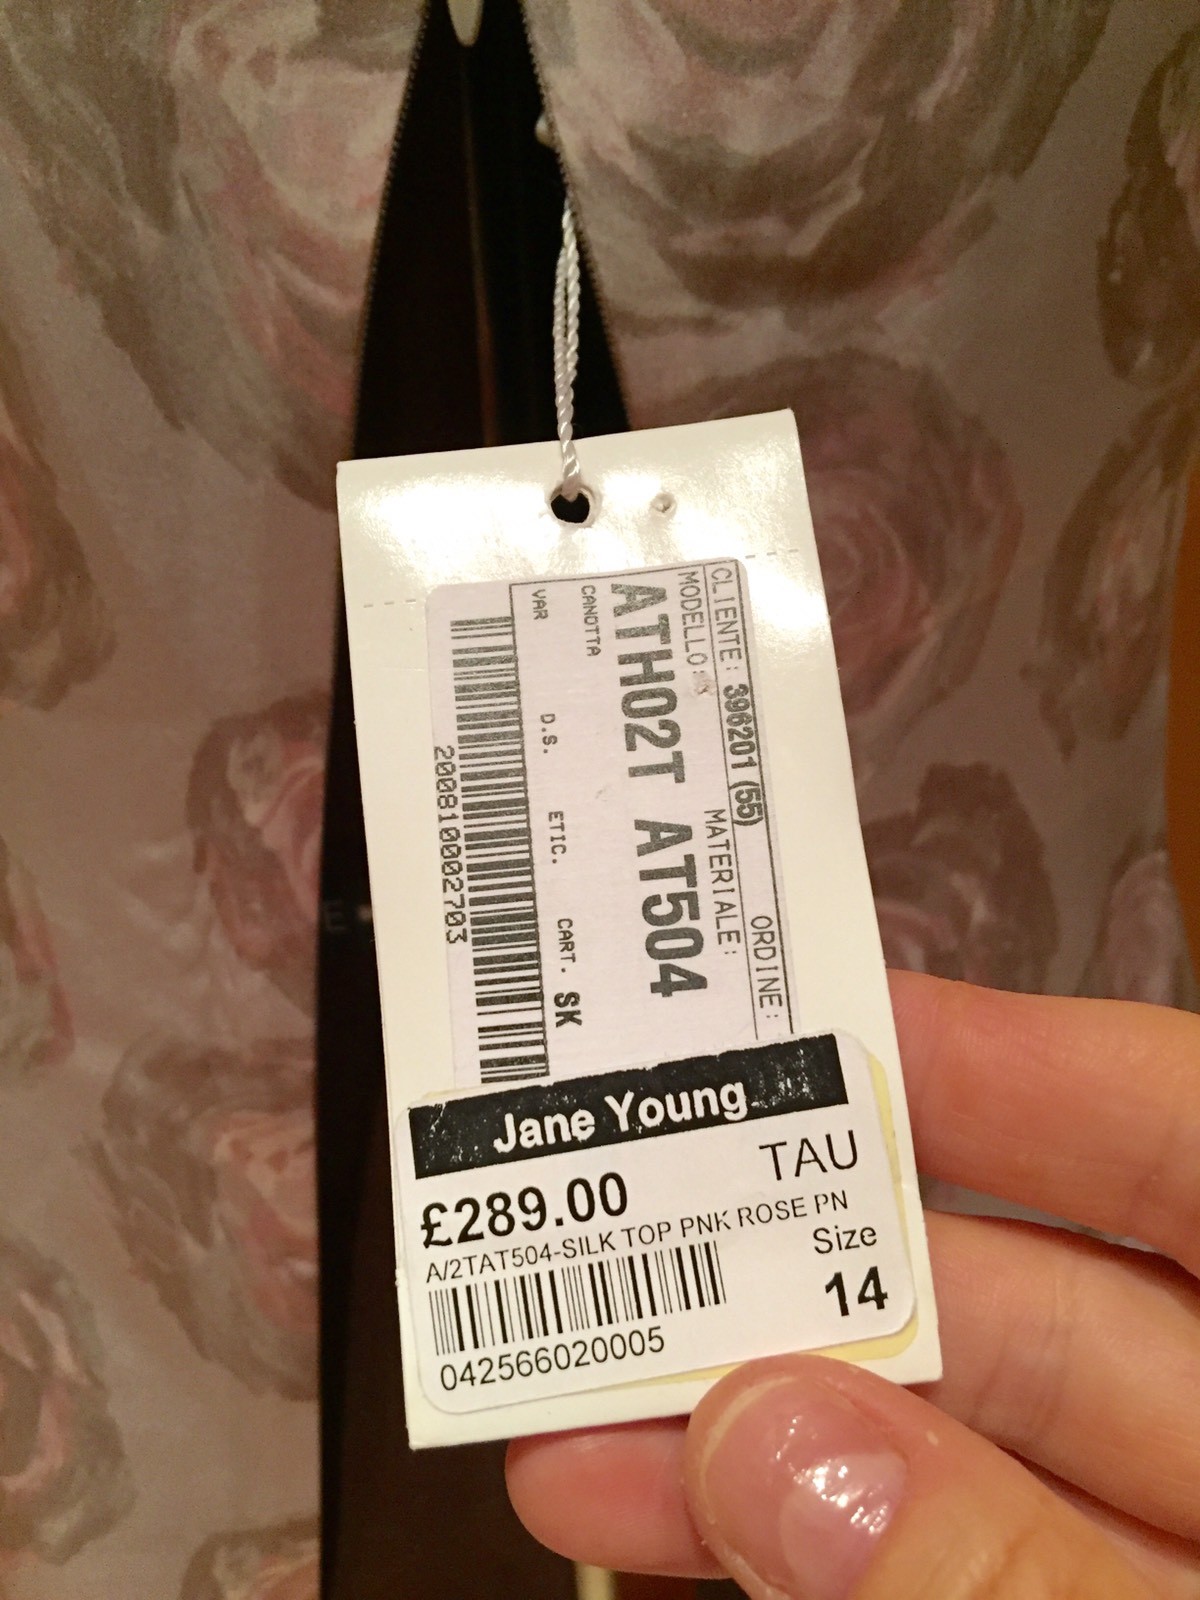 CLIENTE: 396201 (55) ORDINE:
MODELLO: MATERIALE:
ATH02T AT504
CANOTTA
VAR D.S. ETIC. CART. SK
2008100002703
Jane Young
£289.00 TAU
A/2TAT504-SILK TOP PNK ROSE PN
Size
14
042566020005